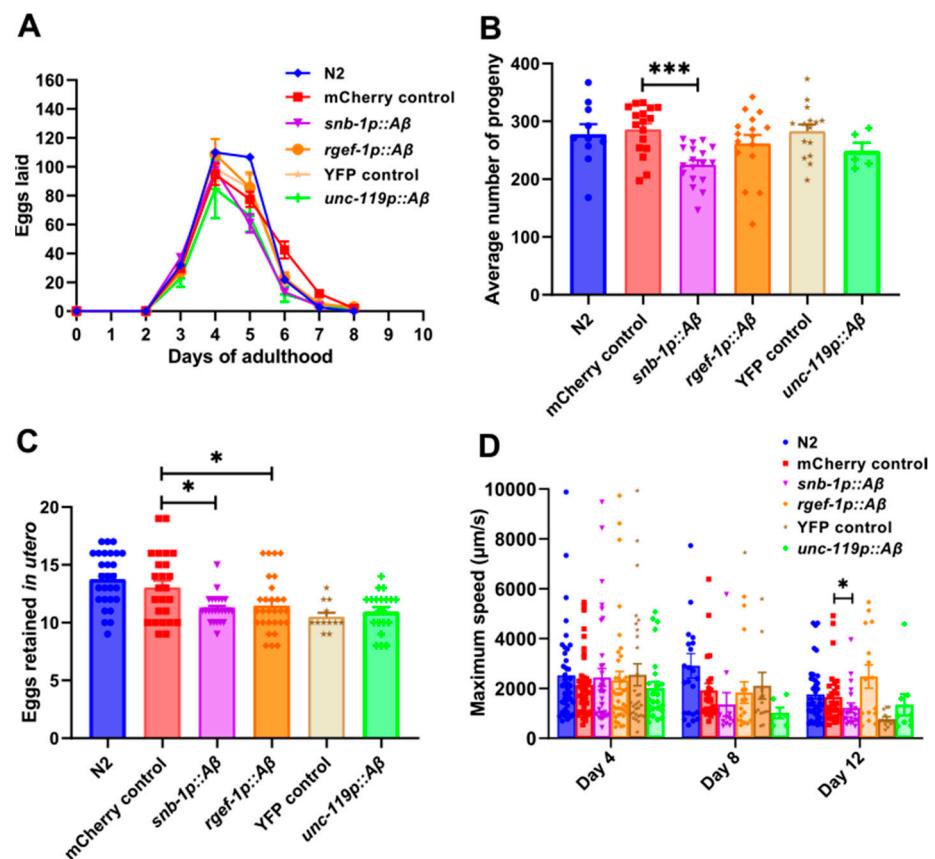 A
Eggs laid
160
140
120
100
80
60
40
20
0
0 1 2 3 4 5 6 7 8 9 10
Days of adulthood
N2
mCherry control
snb-1p::Aβ
rgef-1p::Aβ
YFP control
unc-119p::Aβ
B
Average number of progeny
400
300
200
100
0
***
N2
mCherry control
snb-1p::Aβ
rgef-1p::Aβ
YFP control
unc-119p::Aβ
C
Eggs retained in utero
20
15
10
5
0
*
*
N2
mCherry control
snb-1p::Aβ
rgef-1p::Aβ
YFP control
unc-119p::Aβ
D
N2
mCherry control
snb-1p::Aβ
rgef-1p::Aβ
YFP control
unc-119p::Aβ
Maximum speed (µm/s)
10000
8000
6000
4000
2000
0
*
Day 4
Day 8
Day 12